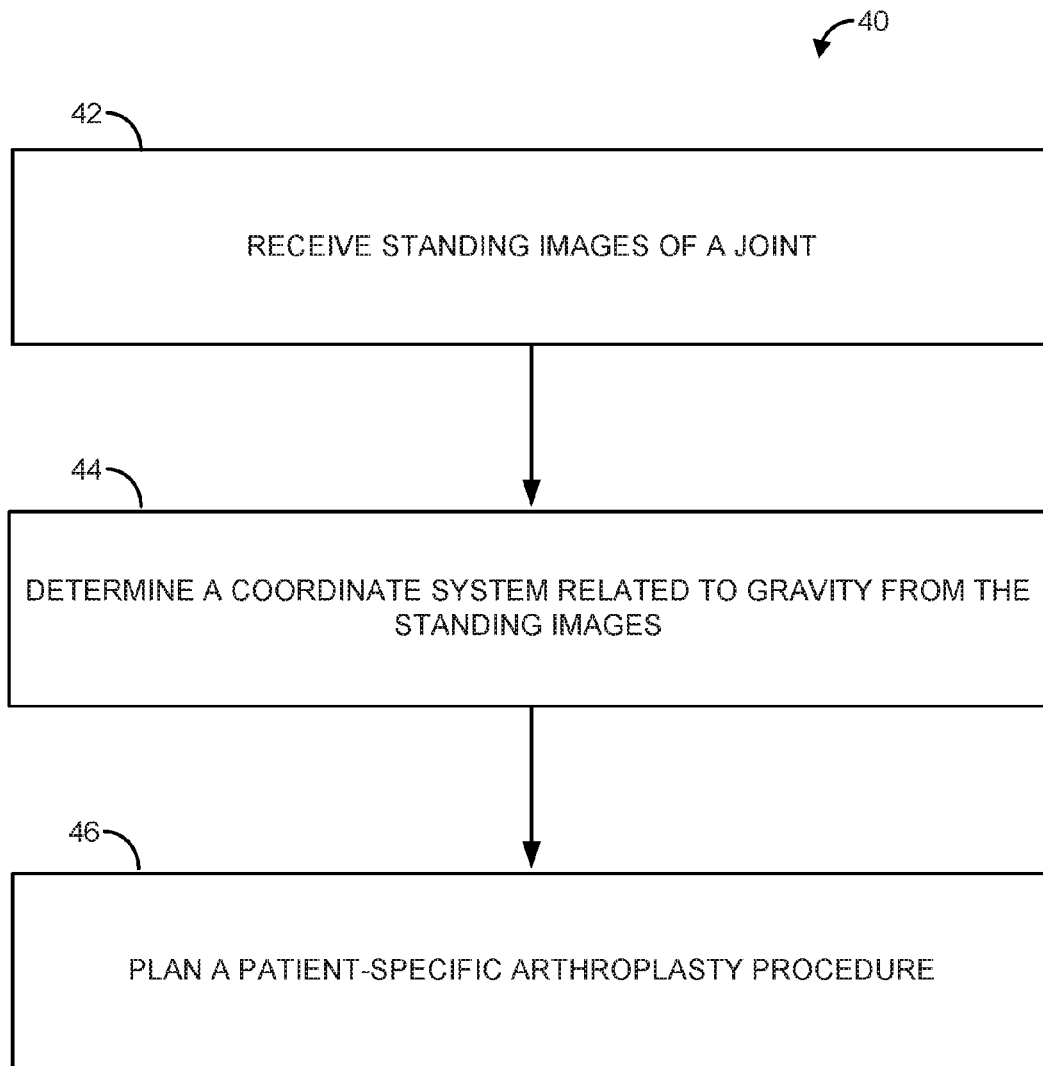 40
42
RECEIVE STANDING IMAGES OF A JOINT
44
DETERMINE A COORDINATE SYSTEM RELATED TO GRAVITY FROM THE
STANDING IMAGES
46
PLAN A PATIENT-SPECIFIC ARTHROPLASTY PROCEDURE